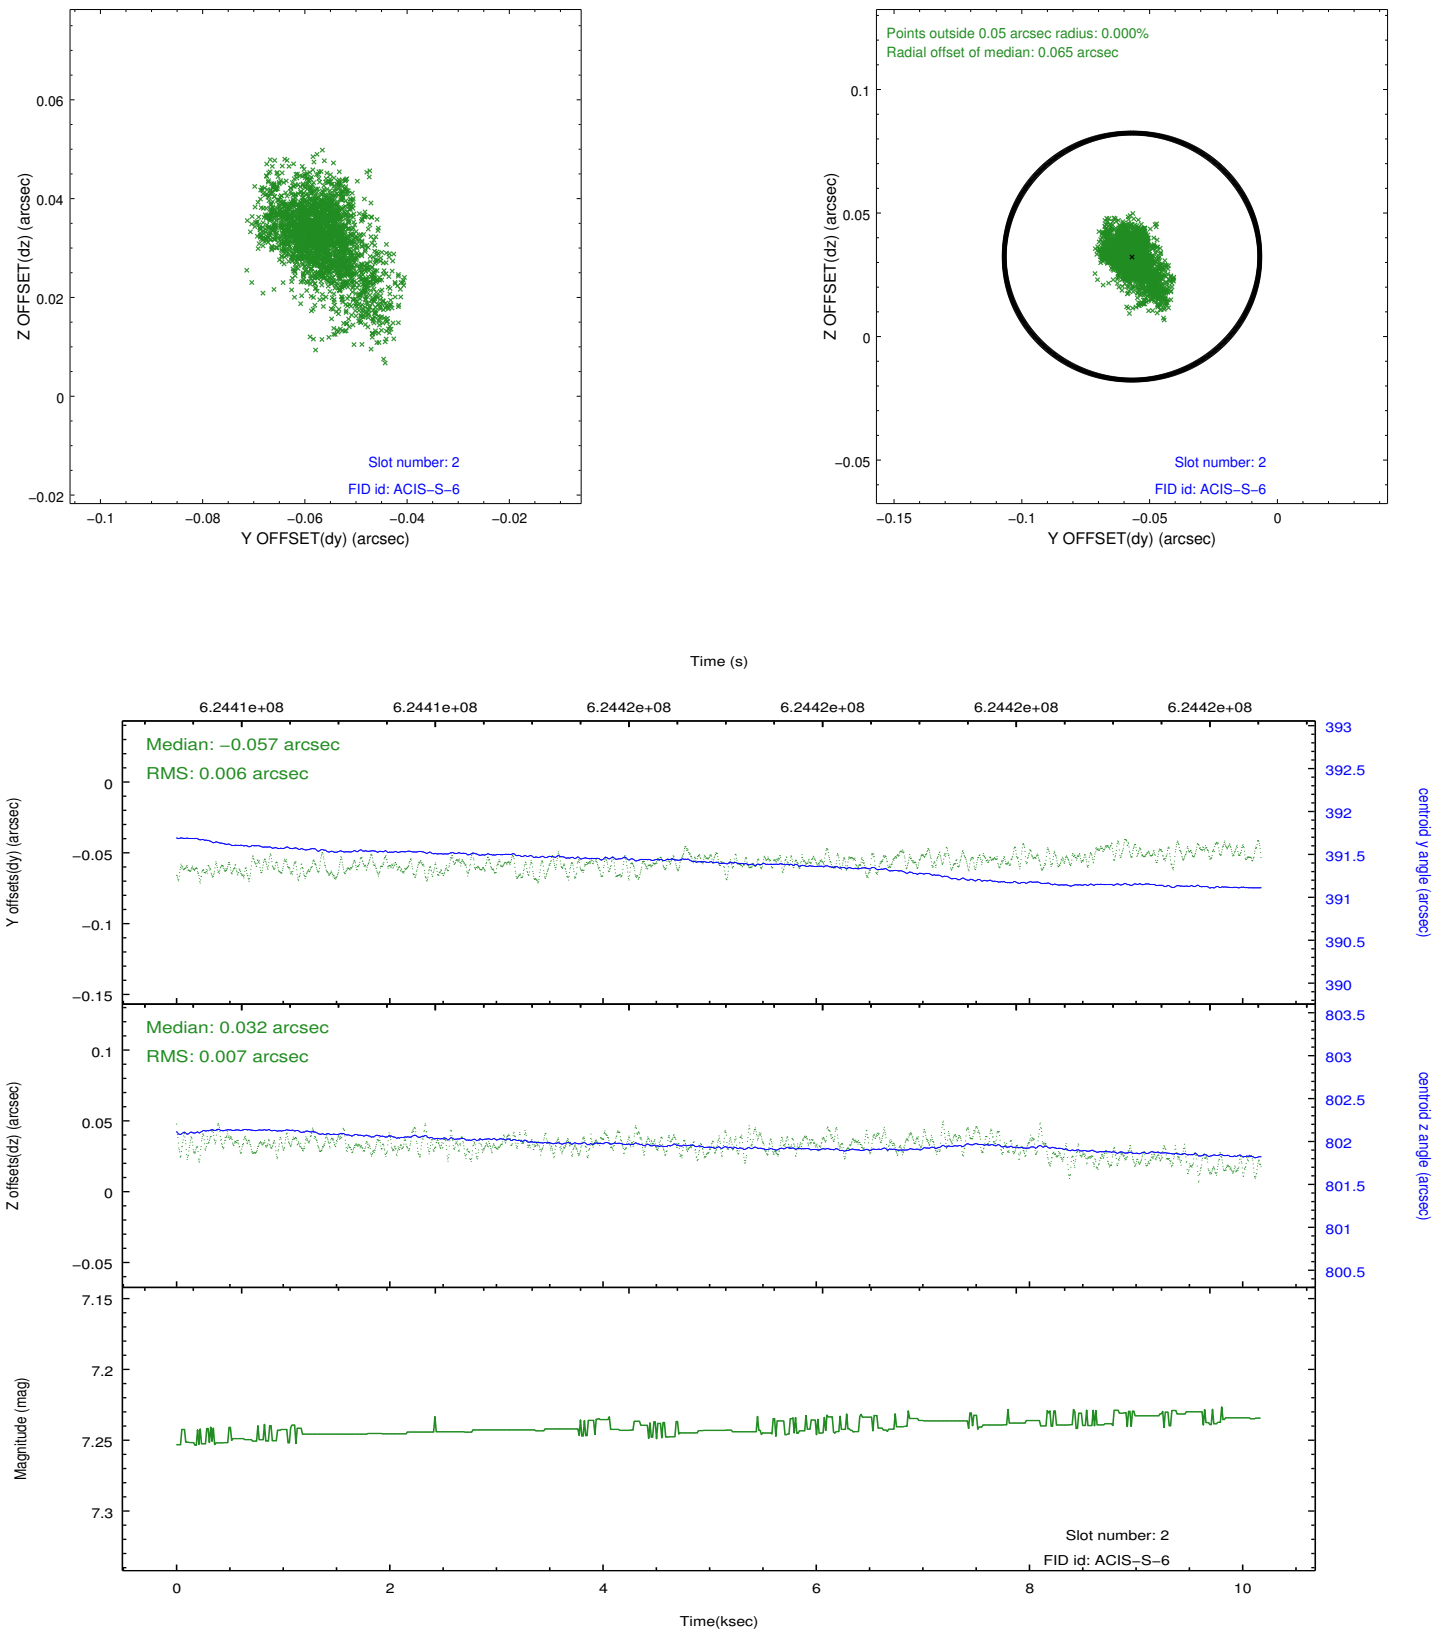 0.06
0.04
0.02
0
−0.02
Z OFFSET(dz) (arcsec)
Slot number: 2
FID id: ACIS−S−6
−0.1
−0.08
−0.06
−0.04
−0.02
Y OFFSET(dy) (arcsec)
Points outside 0.05 arcsec radius: 0.000%
Radial offset of median: 0.065 arcsec
0.1
0.05
0
−0.05
Z OFFSET(dz) (arcsec)
Slot number: 2
FID id: ACIS−S−6
−0.15
−0.1
−0.05
0
Y OFFSET(dy) (arcsec)
Time (s)
6.2441e+08
6.2441e+08
6.2442e+08
6.2442e+08
6.2442e+08
6.2442e+08
Median: −0.057 arcsec
RMS: 0.006 arcsec
0
−0.05
−0.1
−0.15
Y offsets(dy) (arcsec)
393
392.5
392
391.5
391
390.5
390
centroid y angle (arcsec)
Median: 0.032 arcsec
RMS: 0.007 arcsec
0.1
0.05
0
−0.05
Z offsets(dz) (arcsec)
803.5
803
802.5
802
801.5
801
800.5
centroid z angle (arcsec)
7.15
7.2
7.25
7.3
Magnitude (mag)
Slot number: 2
FID id: ACIS−S−6
0
2
4
6
8
10
Time(ksec)